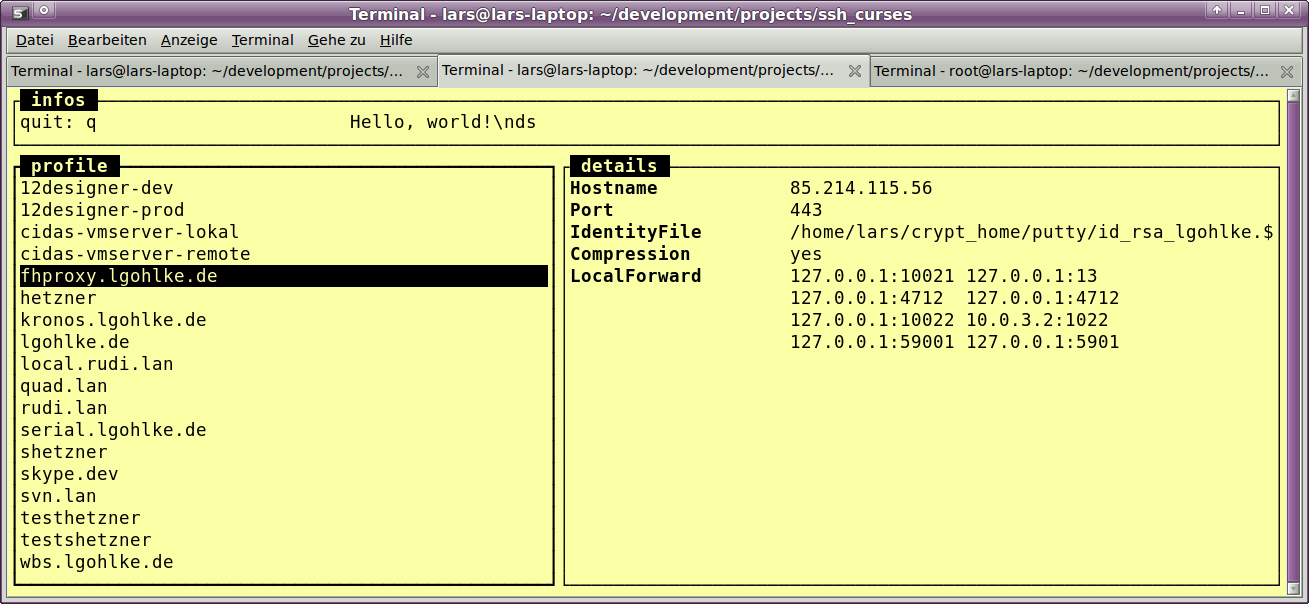 Terminal - lars@lars-laptop: ~/development/projects/ssh_curses
Datei Bearbeiten Anzeige Terminal Gehe zu Hilfe
Terminal - lars@lars-laptop: ~/development/projects/... Terminal - lars@lars-laptop: ~/development/projects/... Terminal - root@lars-laptop: ~/development/projects/...
infos
quit: q Hello, world!\nds
profile
12designer-dev
12designer-prod
cidas-vmserver-lokal
cidas-vmserver-remote
fhproxy.lgohlke.de
hetzner
kronos.lgohlke.de
lgohlke.de
local.rudi.lan
quad.lan
rudi.lan
serial.lgohlke.de
shetzner
skype.dev
svn.lan
testhetzner
testshetzner
wbs.lgohlke.de
details
Hostname 85.214.115.56
Port 443
IdentityFile /home/lars/crypt_home/putty/id_rsa_lgohlke.$
Compression yes
LocalForward 127.0.0.1:10021 127.0.0.1:13
127.0.0.1:4712 127.0.0.1:4712
127.0.0.1:10022 10.0.3.2:1022
127.0.0.1:59001 127.0.0.1:5901